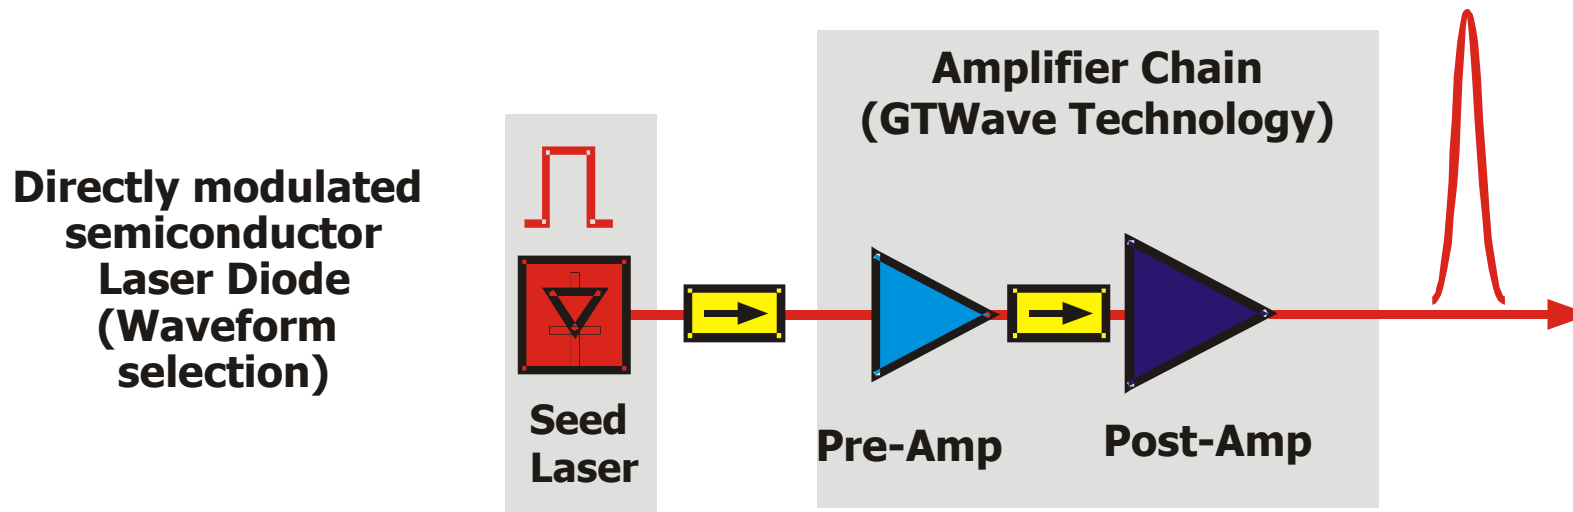 Directly modulated
semiconductor
Laser Diode
(Waveform
selection)
Seed
Laser
Amplifier Chain
(GTWave Technology)
Pre-Amp
Post-Amp